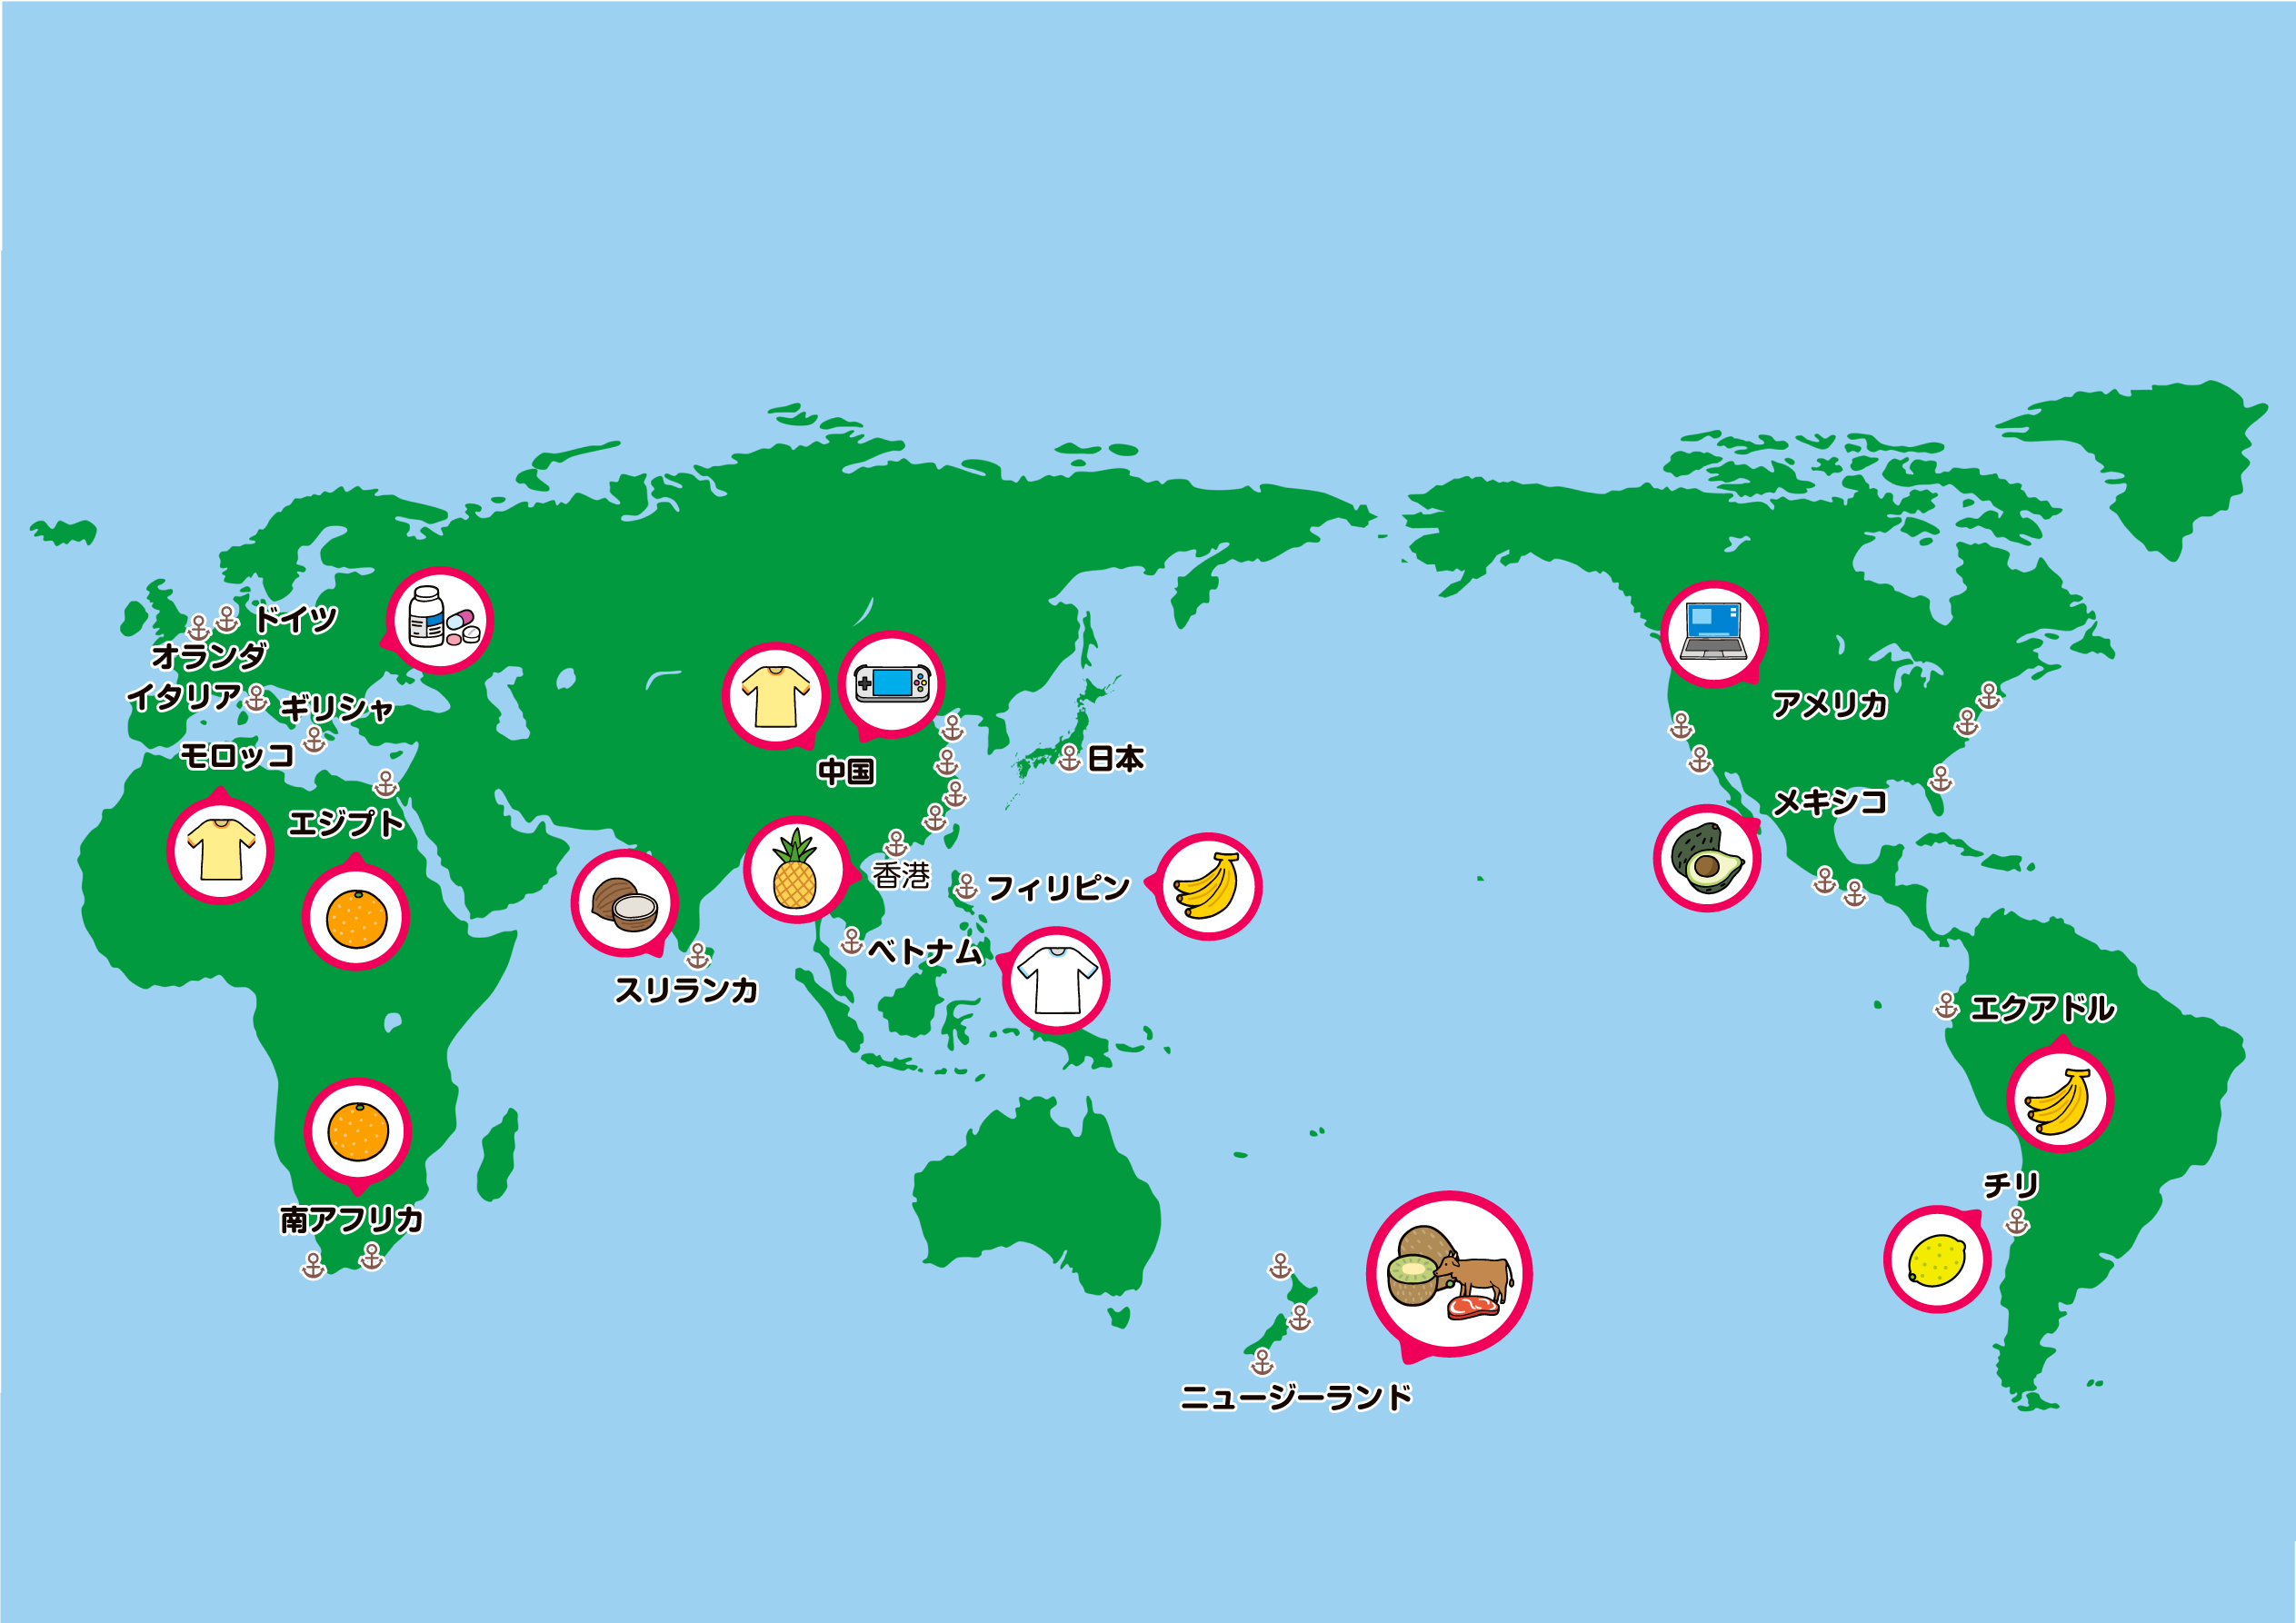 ドイツ
オランダ
イタリア
ギリシャ
モロッコ
エジプト
南アフリカ
スリランカ
中国
香港
日本
フィリピン
ベトナム
ニュージーランド
アメリカ
メキシコ
エクアドル
チリ